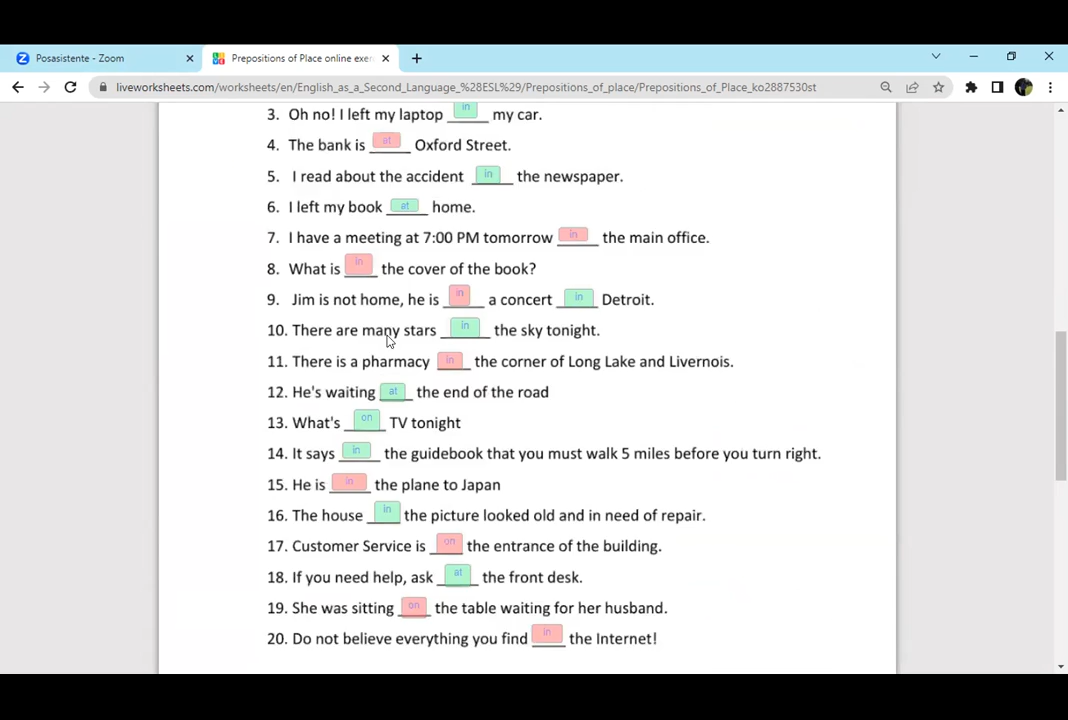 Posasistente - Zoom
Prepositions of Place online exer
liveworksheets.com/worksheets/en/English_as_a_Second_Language_%28ESL%29/Prepositions_of_place/Prepositions_of_Place_ko2887530st
3. Oh no! I left my laptop in my car.
4. The bank is at Oxford Street.
5. I read about the accident in the newspaper.
6. I left my book at home.
7. I have a meeting at 7:00 PM tomorrow in the main office.
8. What is in the cover of the book?
9. Jim is not home, he is in a concert in Detroit.
10. There are many stars in the sky tonight.
11. There is a pharmacy in the corner of Long Lake and Livernois.
12. He's waiting at the end of the road
13. What's on TV tonight
14. It says in the guidebook that you must walk 5 miles before you turn right.
15. He is in the plane to Japan
16. The house in the picture looked old and in need of repair.
17. Customer Service is on the entrance of the building.
18. If you need help, ask at the front desk.
19. She was sitting on the table waiting for her husband.
20. Do not believe everything you find in the Internet!